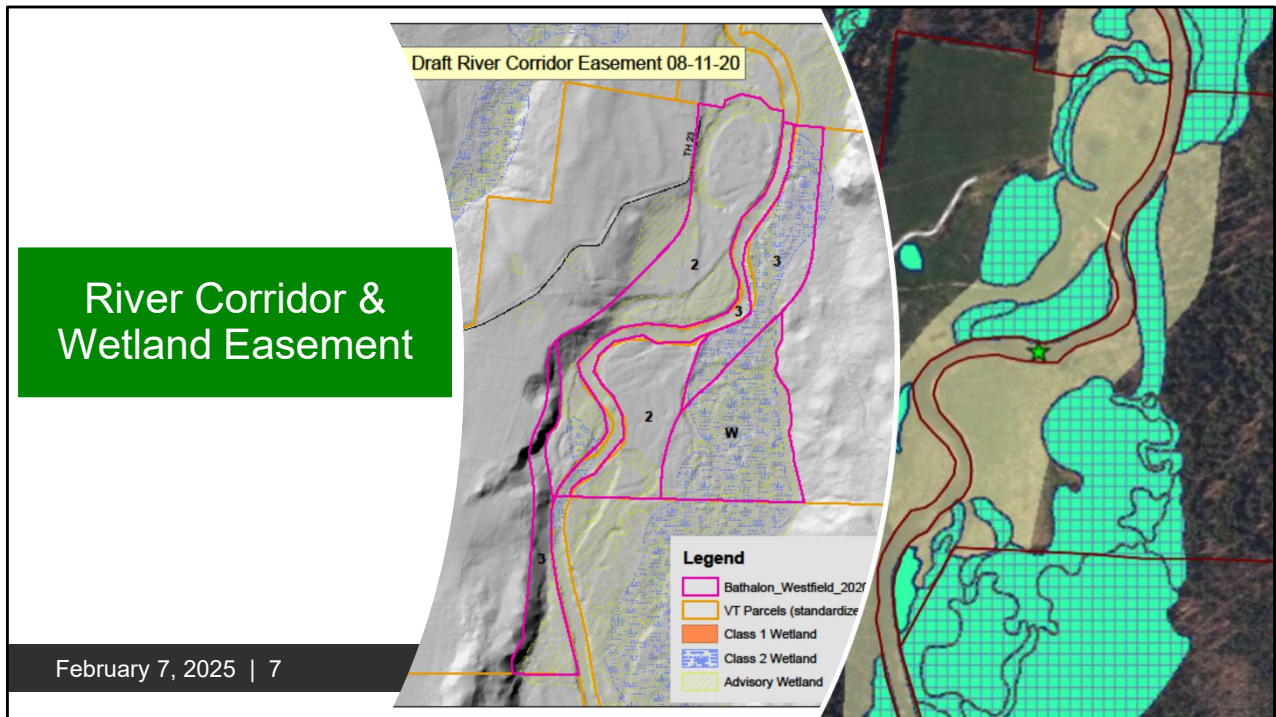 Draft River Corridor Easement 08-11-20
TH 23
River Corridor &
Wetland Easement
2
3
3
2
W
3
Legend
Bathalon_Westfield_2020
VT Parcels (standardize
Class 1 Wetland
Class 2 Wetland
Advisory Wetland
February 7, 2025 | 7